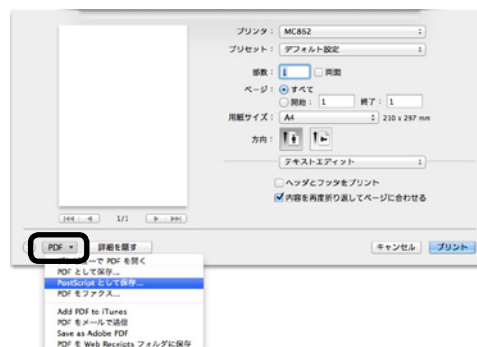 プリンタ： MC862
プリセット： デフォルト設定
部数： 1 両面
ページ： すべて
開始： 1 終了： 1
用紙サイズ： A4 210 x 297 mm
方向：
テキストエディット
ヘッダとフッタをプリント
内容を再度折り返してページに合わせる
1/1
PDF 詳細を隠す キャンセル プリント
で PDF を開く
PDF として保存...
PostScript として保存...
PDF をファクス...
Add PDF to iTunes
PDF をメールで送信
Save as Adobe PDF
PDF を Web Receipts フォルダに保存